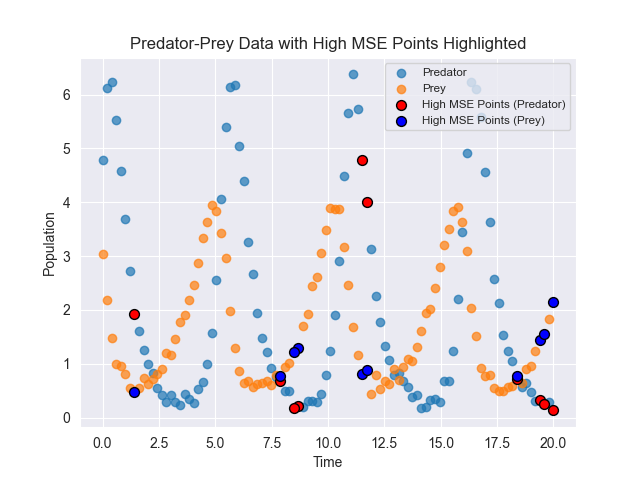 Predator-Prey Data with High MSE Points Highlighted
Predator
Prey
High MSE Points (Predator)
High MSE Points (Prey)
Population
6
5
4
3
2
1
0
0.0 2.5 5.0 7.5 10.0 12.5 15.0 17.5 20.0
Time